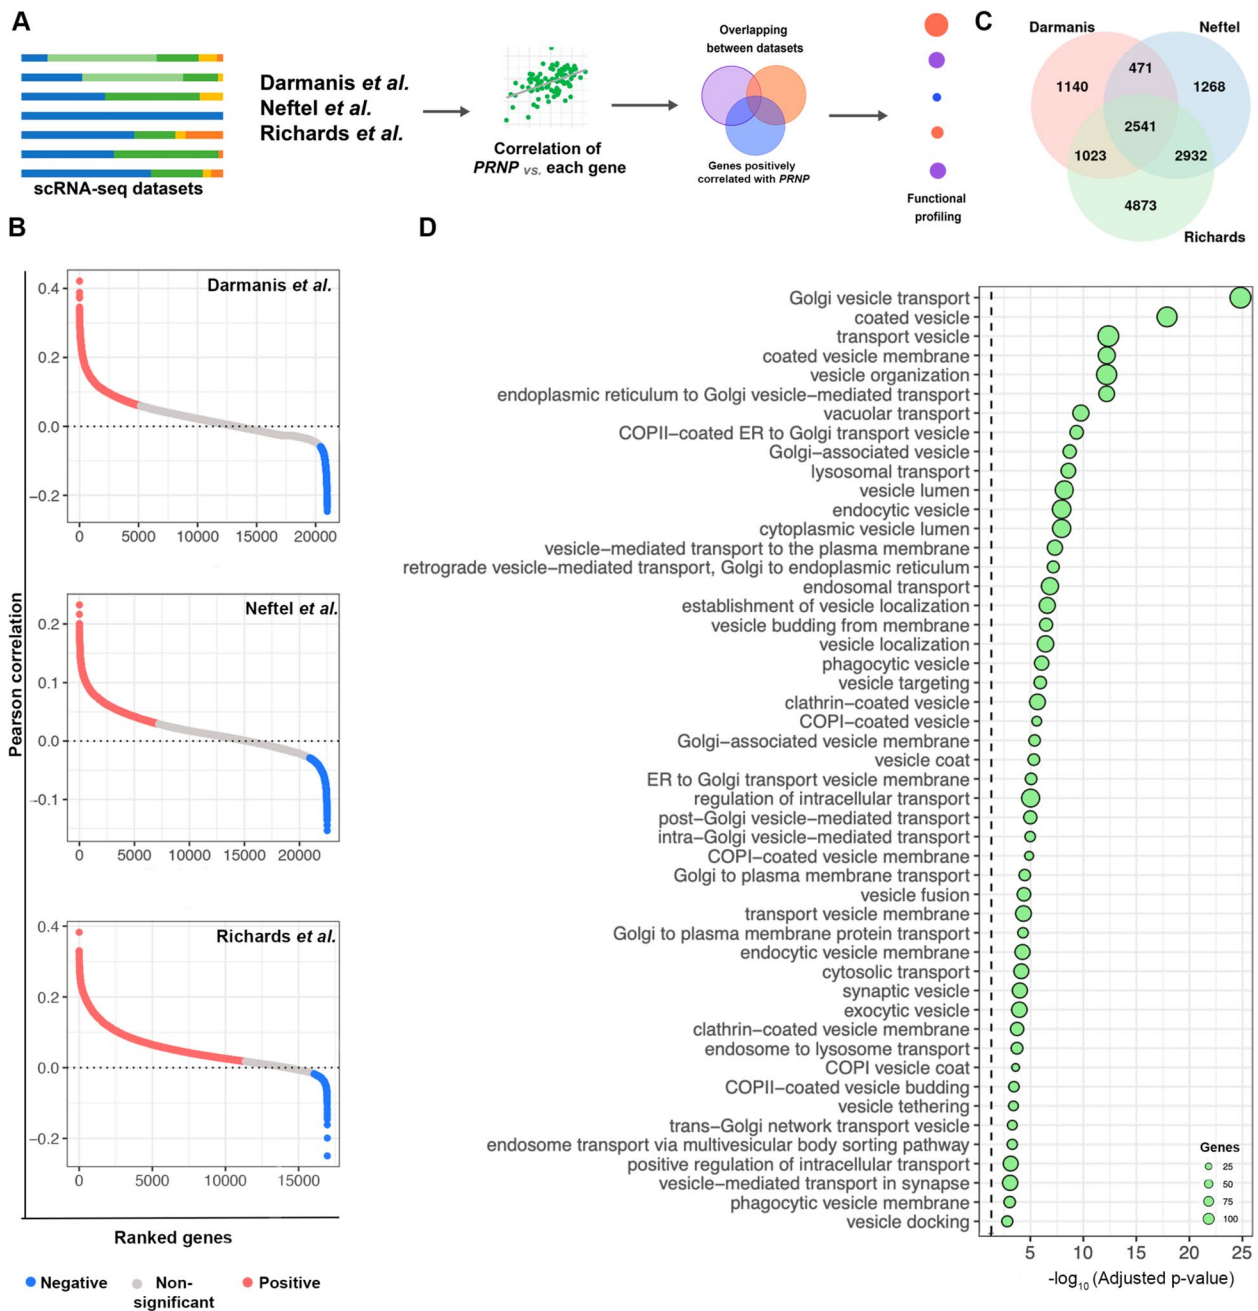 A
scRNA-seq datasets
Darmanis et al.
Neftel et al.
Richards et al.
Correlation of
PRNP vs. each gene
Overlapping
between datasets
Genes positively
correlated with PRNP
Functional
profiling
C
Darmanis
Neftel
471
1140
1268
2541
1023
2932
4873
Richards
B
Pearson correlation
Darmanis et al.
0.4
0.2
0.0
−0.2
0
5000
10000
15000
20000
Neftel et al.
0.2
0.1
0.0
-0.1
0
5000
10000
15000
20000
Richards et al.
0.4
0.2
0.0
−0.2
0
5000
10000
15000
Ranked genes
Negative
Non-
significant
Positive
D
Golgi vesicle transport
coated vesicle
transport vesicle
coated vesicle membrane
vesicle organization
endoplasmic reticulum to Golgi vesicle−mediated transport
vacuolar transport
COPII−coated ER to Golgi transport vesicle
Golgi−associated vesicle
lysosomal transport
vesicle lumen
endocytic vesicle
cytoplasmic vesicle lumen
vesicle−mediated transport to the plasma membrane
retrograde vesicle−mediated transport, Golgi to endoplasmic reticulum
endosomal transport
establishment of vesicle localization
vesicle budding from membrane
vesicle localization
phagocytic vesicle
vesicle targeting
clathrin−coated vesicle
COPI−coated vesicle
Golgi−associated vesicle membrane
vesicle coat
ER to Golgi transport vesicle membrane
regulation of intracellular transport
post−Golgi vesicle−mediated transport
intra−Golgi vesicle−mediated transport
COPI−coated vesicle membrane
Golgi to plasma membrane transport
vesicle fusion
transport vesicle membrane
Golgi to plasma membrane protein transport
endocytic vesicle membrane
cytosolic transport
synaptic vesicle
exocytic vesicle
clathrin−coated vesicle membrane
endosome to lysosome transport
COPI vesicle coat
COPII−coated vesicle budding
vesicle tethering
trans−Golgi network transport vesicle
endosome transport via multivesicular body sorting pathway
positive regulation of intracellular transport
vesicle−mediated transport in synapse
phagocytic vesicle membrane
vesicle docking
Genes
25
50
75
100
5
10
15
20
25
-log10 (Adjusted p-value)